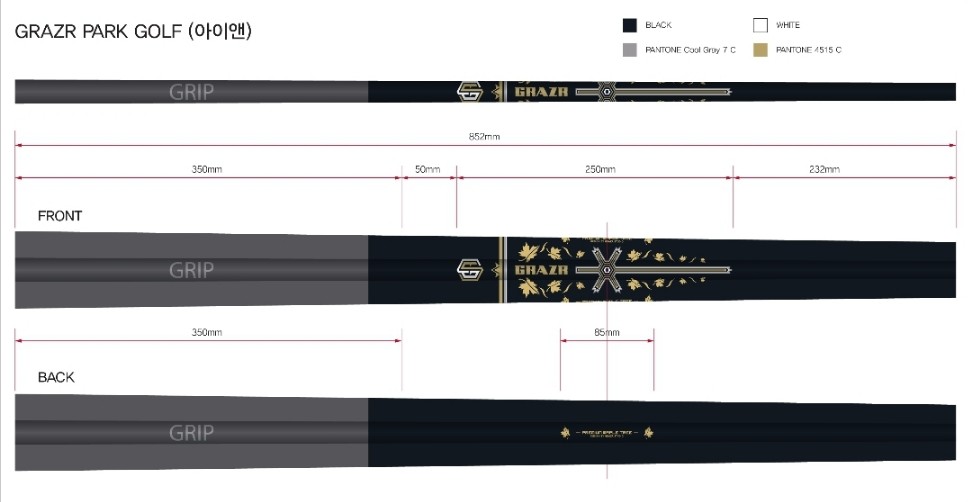 GRAZR PARK GOLF (아이앤)
BLACK
WHITE
PANTONE Cool Gray 7 C
PANTONE 4515 C
GRIP
GRAZR
852mm
350mm
50mm
250mm
232mm
FRONT
GRIP
GRAZR
350mm
85mm
BACK
GRIP